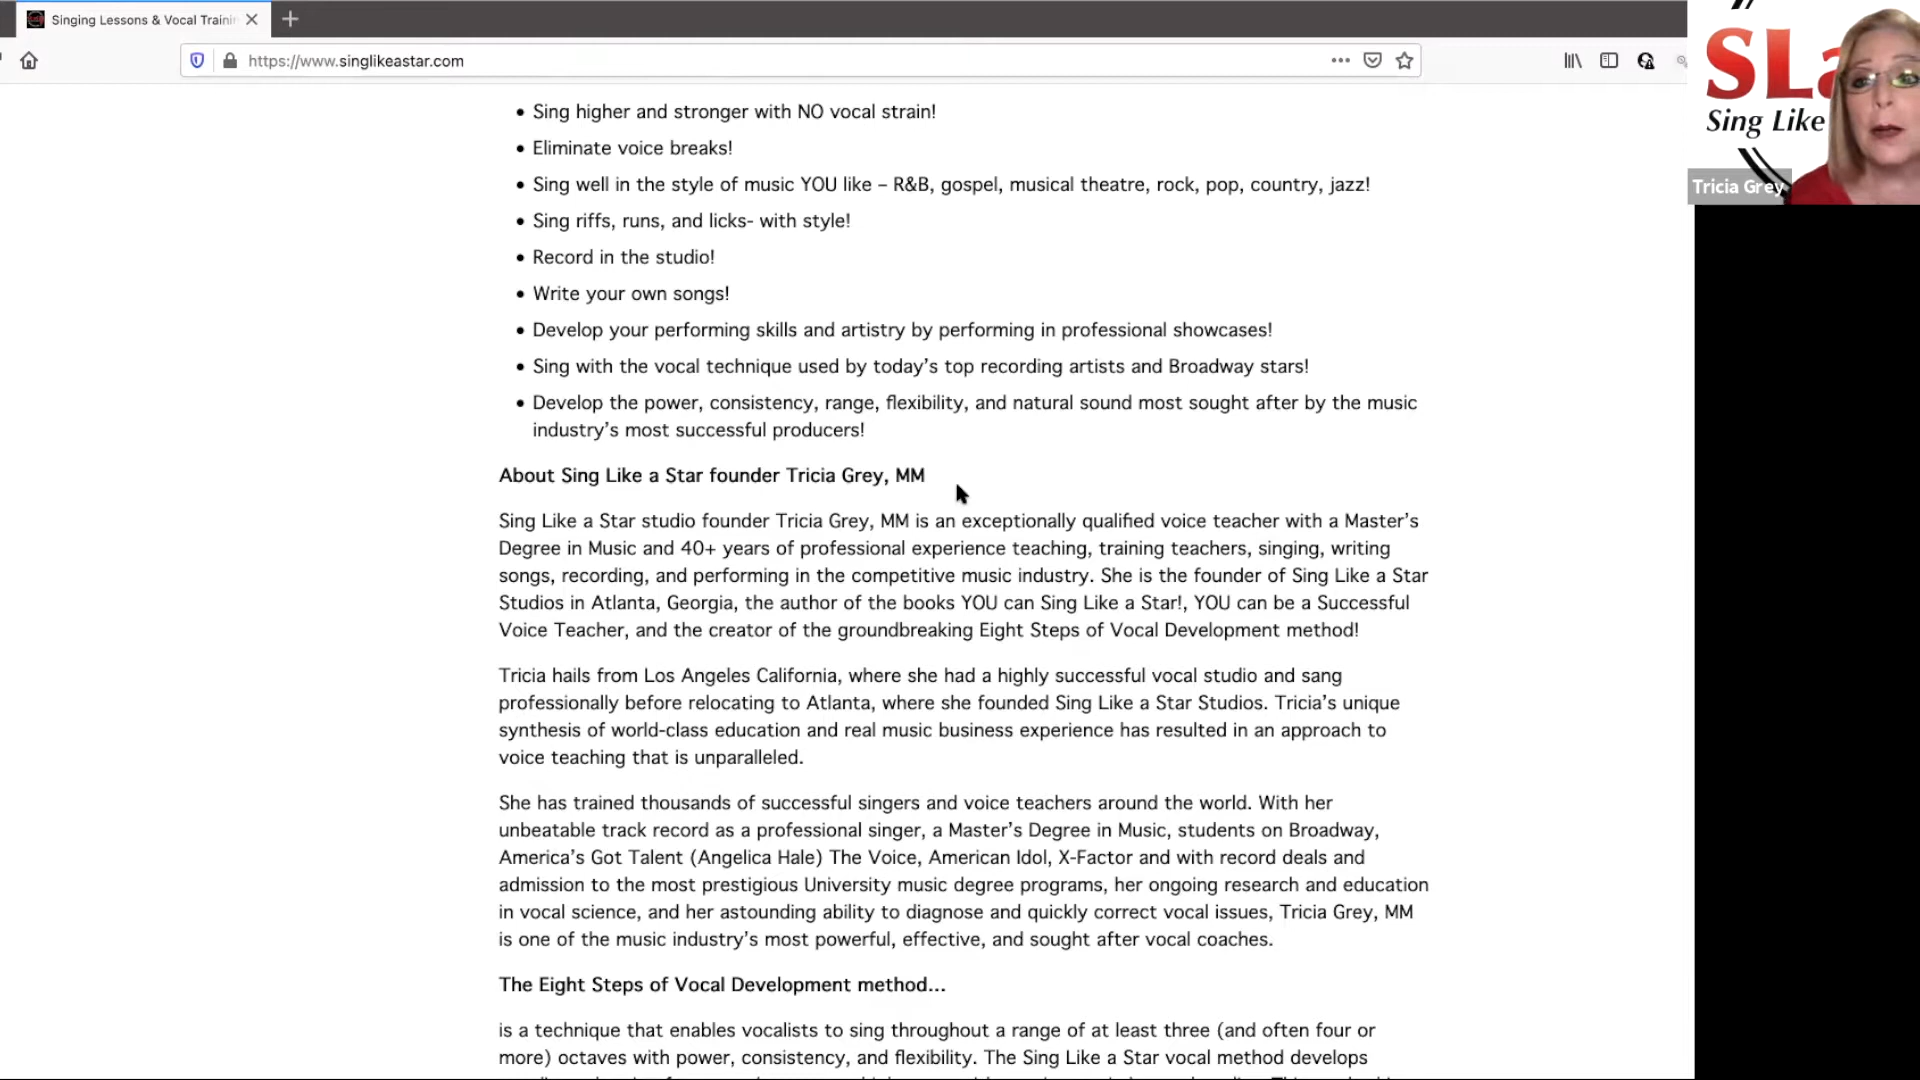 Singing Lessons & Vocal Traini
https://www.singlikeastar.com
SLa
Sing Like
Tricia Grey
• Sing higher and stronger with NO vocal strain!
• Eliminate voice breaks!
• Sing well in the style of music YOU like – R&B, gospel, musical theatre, rock, pop, country, jazz!
• Sing riffs, runs, and licks- with style!
• Record in the studio!
• Write your own songs!
• Develop your performing skills and artistry by performing in professional showcases!
• Sing with the vocal technique used by today’s top recording artists and Broadway stars!
• Develop the power, consistency, range, flexibility, and natural sound most sought after by the music
industry’s most successful producers!
About Sing Like a Star founder Tricia Grey, MM
Sing Like a Star studio founder Tricia Grey, MM is an exceptionally qualified voice teacher with a Master’s
Degree in Music and 40+ years of professional experience teaching, training teachers, singing, writing
songs, recording, and performing in the competitive music industry. She is the founder of Sing Like a Star
Studios in Atlanta, Georgia, the author of the books YOU can Sing Like a Star!, YOU can be a Successful
Voice Teacher, and the creator of the groundbreaking Eight Steps of Vocal Development method!
Tricia hails from Los Angeles California, where she had a highly successful vocal studio and sang
professionally before relocating to Atlanta, where she founded Sing Like a Star Studios. Tricia’s unique
synthesis of world-class education and real music business experience has resulted in an approach to
voice teaching that is unparalleled.
She has trained thousands of successful singers and voice teachers around the world. With her
unbeatable track record as a professional singer, a Master’s Degree in Music, students on Broadway,
America’s Got Talent (Angelica Hale) The Voice, American Idol, X-Factor and with record deals and
admission to the most prestigious University music degree programs, her ongoing research and education
in vocal science, and her astounding ability to diagnose and quickly correct vocal issues, Tricia Grey, MM
is one of the music industry’s most powerful, effective, and sought after vocal coaches.
The Eight Steps of Vocal Development method...
is a technique that enables vocalists to sing throughout a range of at least three (and often four or
more) octaves with power, consistency, and flexibility. The Sing Like a Star vocal method develops